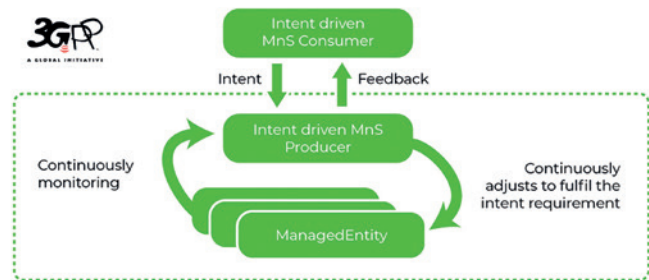 3GPP
A GLOBAL INITIATIVE
Intent driven
MnS Consumer
Intent
Feedback
Intent driven MnS
Producer
Continuously
monitoring
Continuously
adjusts to fulfil the
intent requirement
ManagedEntity